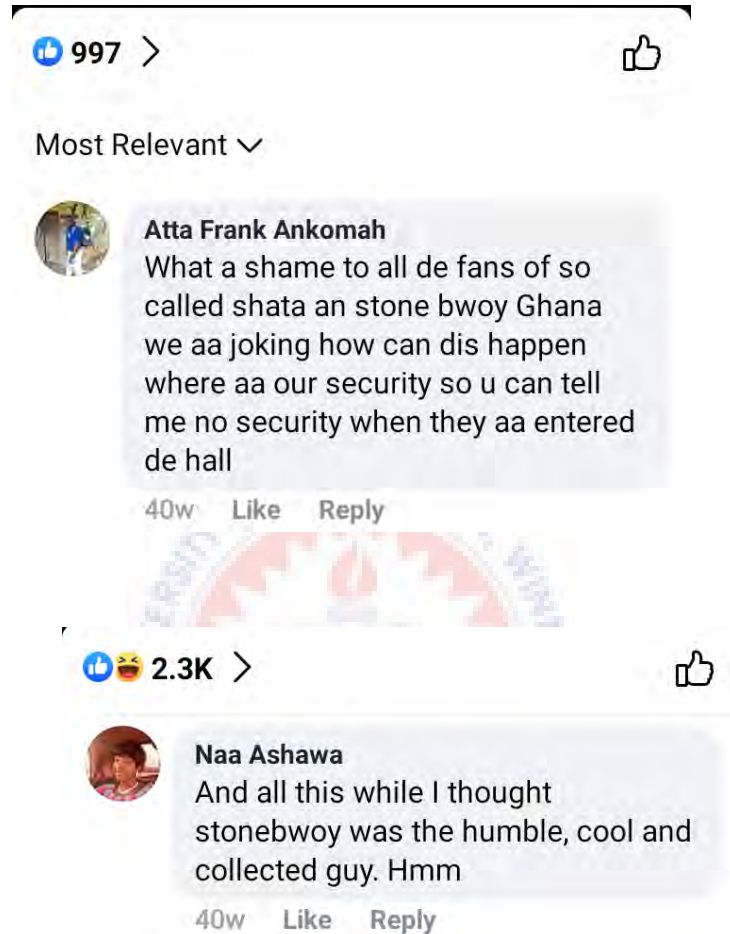 997
Most Relevant
Atta Frank Ankomah
What a shame to all de fans of so
called shata an stone bwoy Ghana
we aa joking how can dis happen
where aa our security so u can tell
me no security when they aa entered
de hall
40w Like Reply
2.3K
Naa Ashawa
And all this while I thought
stonebwoy was the humble, cool and
collected guy. Hmm
40w Like Reply